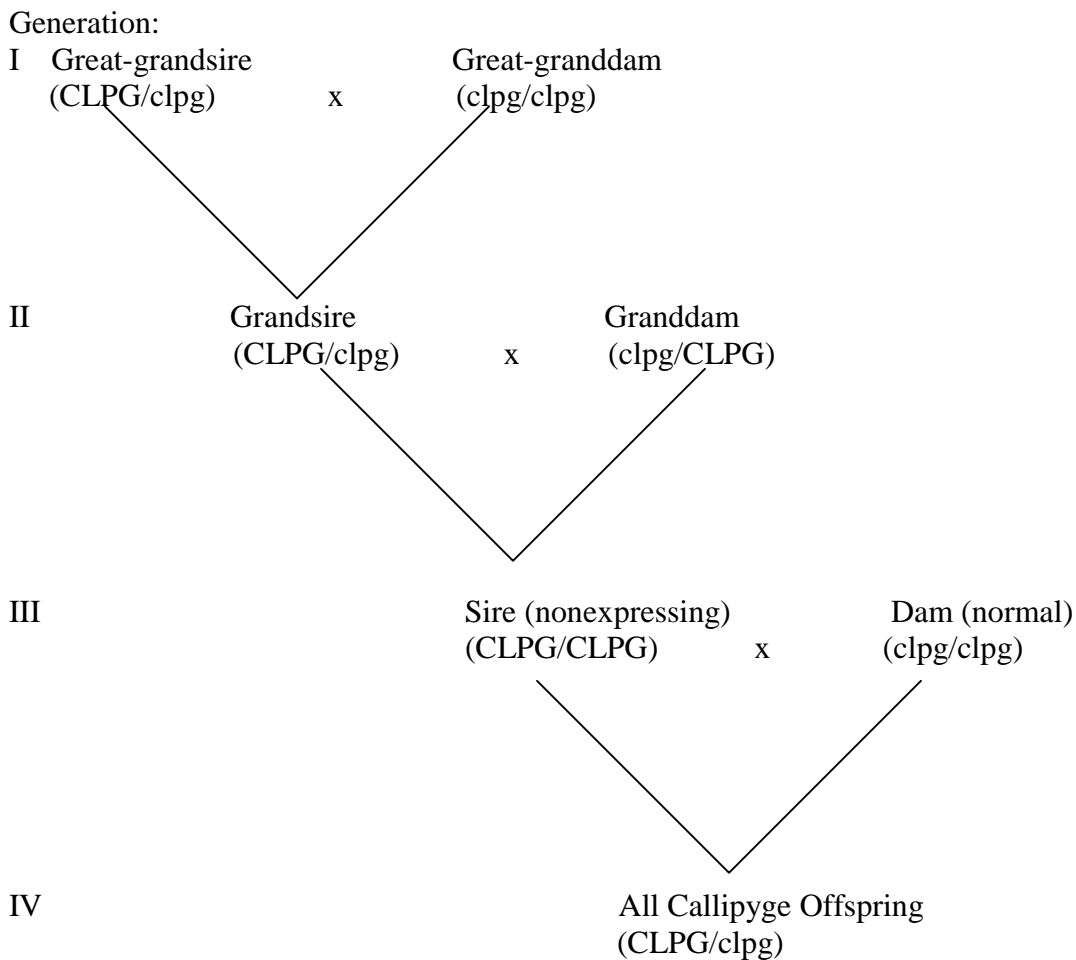 Generation:
I Great-grandsire Great-granddam
(CLPG/clpg) x (clpg/clpg)
II Grandsire Granddam
(CLPG/clpg) x (clpg/CLPG)
III Sire (nonexpressing) Dam (normal)
(CLPG/CLPG) x (clpg/clpg)
IV All Callipyge Offspring
(CLPG/clpg)